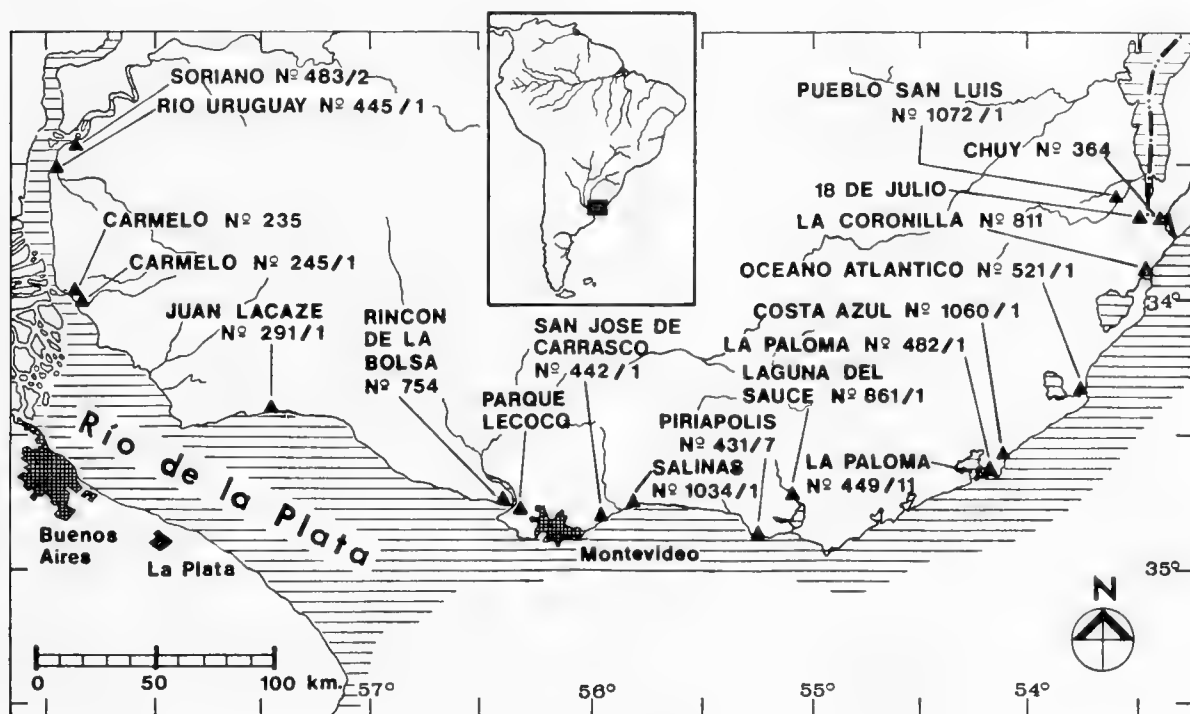 SORIANO Nº 483/2
RIO URUGUAY Nº 445/1
CARMELO Nº 235
CARMELO Nº 245/1
JUAN LACAZE
Nº 291/1
RINCON
DE LA
BOLSA
Nº 754
PARQUE
LECOCQ
SAN JOSE DE
CARRASCO
Nº 442/1
PUEBLO SAN LUIS
Nº 1072/1
CHUY Nº 364
18 DE JULIO
LA CORONILLA Nº 811
OCEANO ATLANTICO Nº 521/1
34º
COSTA AZUL Nº 1060/1
LA PALOMA Nº 482/1
LAGUNA DEL
SAUCE Nº 861/1
PIRIAPOLIS
Nº 431/7
SALINAS
Nº 1034/1
LA PALOMA
Nº 449/11
Río de la Plata
Buenos
Aires
La Plata
Montevideo
35º
N
0 50 100 km.
57º 56º 55º 54º